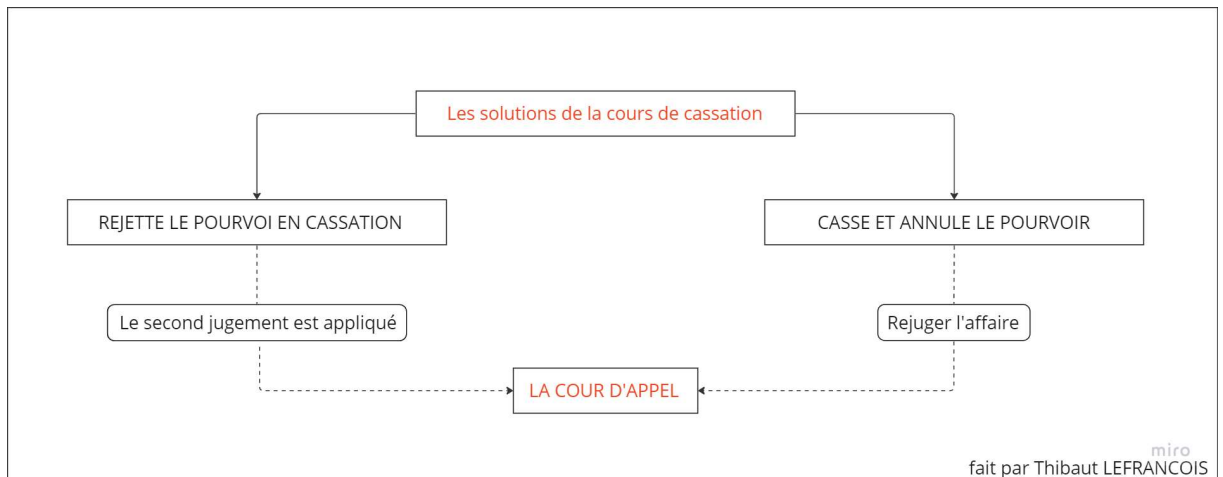 Les solutions de la cours de cassation
REJETTE LE POURVOI EN CASSATION
CASSE ET ANNULE LE POURVOIR
Le second jugement est appliqué
Rejuger l'affaire
LA COUR D'APPEL
miro
fait par Thibaut LEFRANCOIS